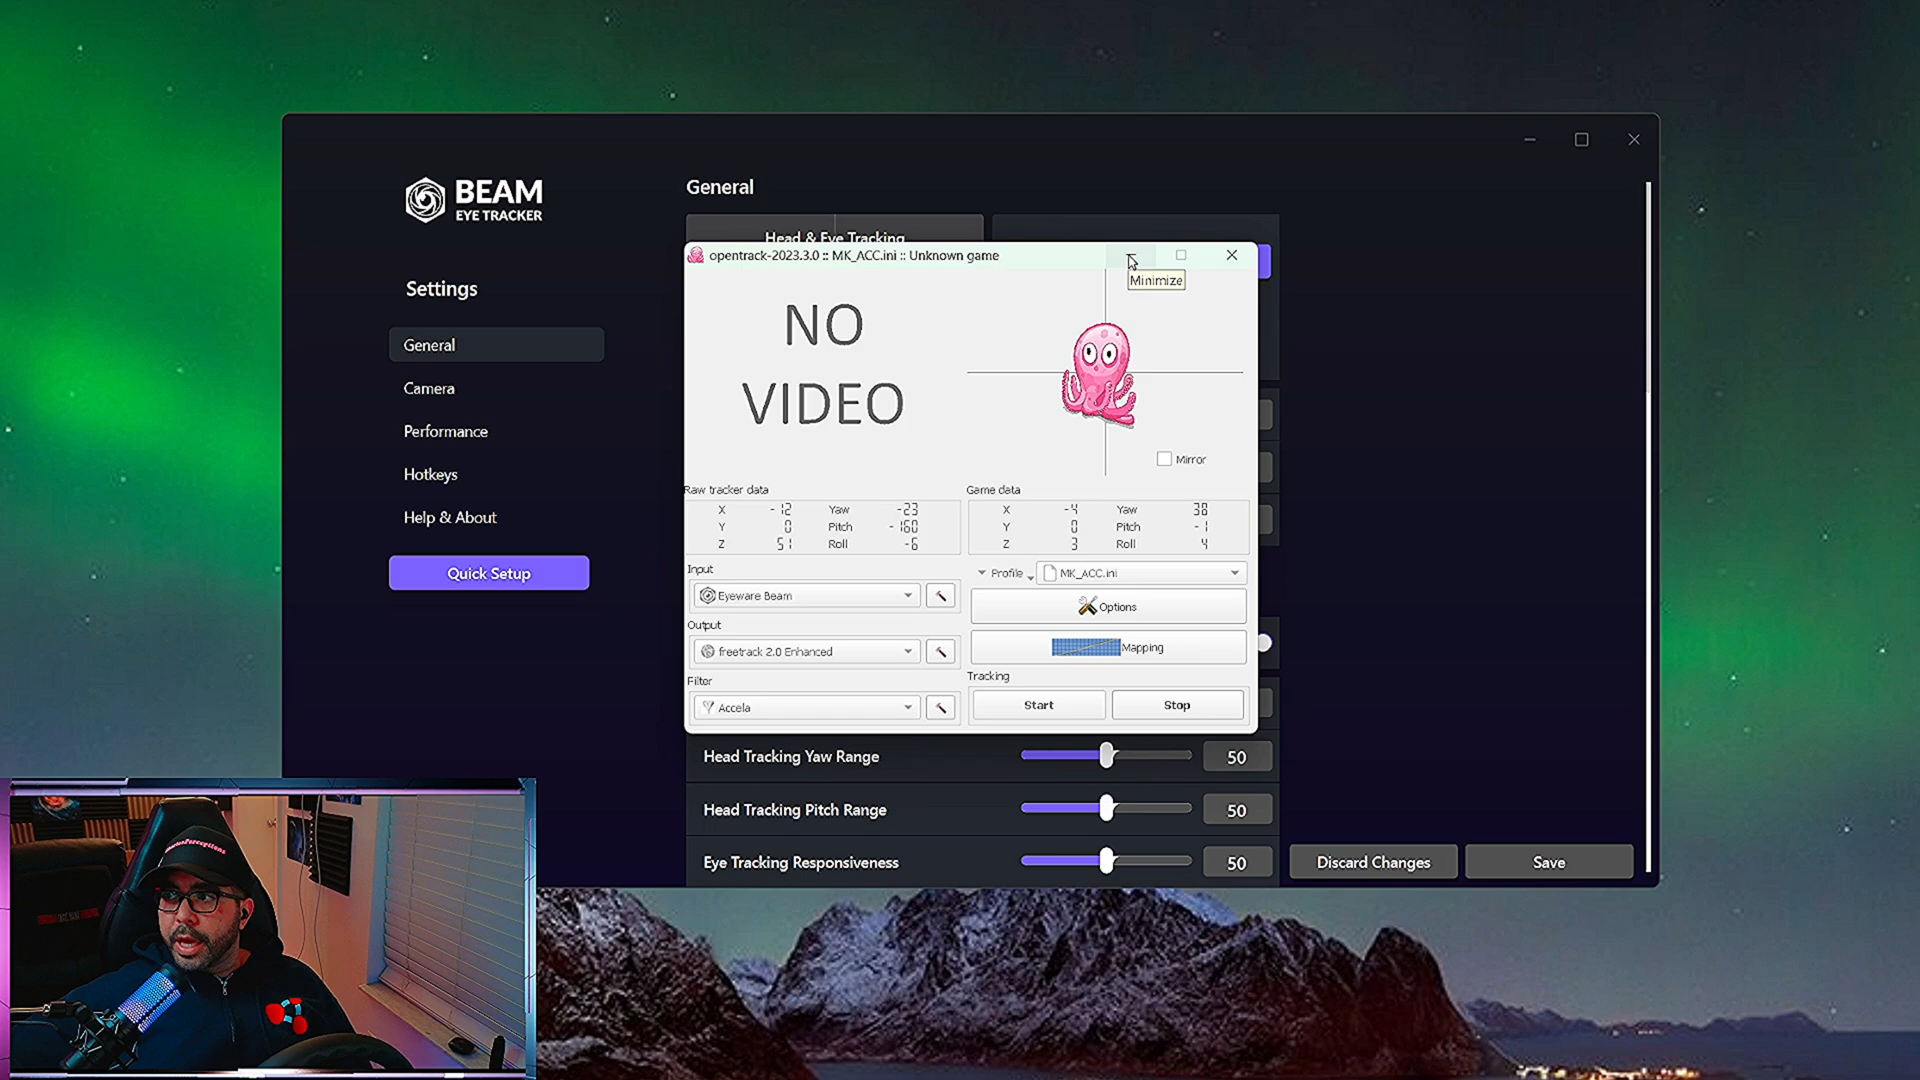 BEAM
EYE TRACKER
Settings
General
Camera
Performance
Hotkeys
Help & About
Quick Setup
General
Head & Eye Tracking
opentrack-2023.3.0 :: MK_ACC.ini :: Unknown game
Minimize
NO
VIDEO
Mirror
Raw tracker data
X -12 Yaw -23
Y 0 Pitch -160
Z 51 Roll -6
Game data
X -4 Yaw 38
Y 0 Pitch -1
Z 3 Roll 4
Input
Eyeware Beam
Output
freetrack 2.0 Enhanced
Filter
Accela
Profile MK_ACC.ini
Options
Mapping
Tracking
Start Stop
Head Tracking Yaw Range 50
Head Tracking Pitch Range 50
Eye Tracking Responsiveness 50
Discard Changes Save